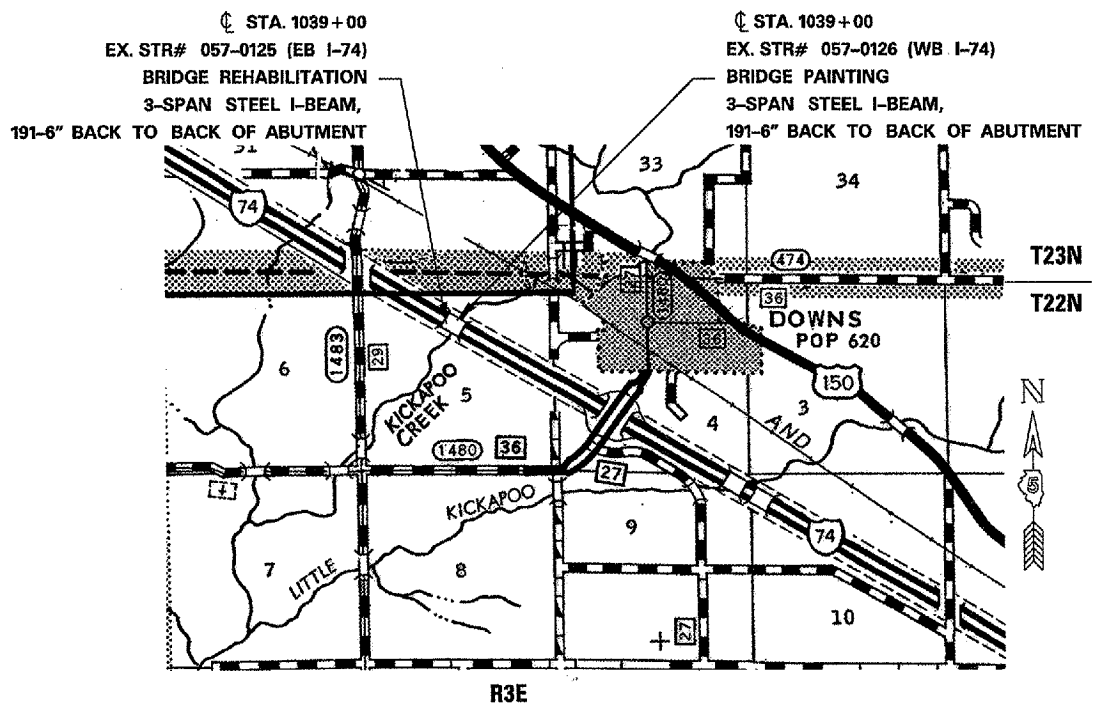 ℄ STA. 1039+00
EX. STR# 057-0125 (EB I-74)
BRIDGE REHABILITATION
3-SPAN STEEL I-BEAM,
191-6" BACK TO BACK OF ABUTMENT
℄ STA. 1039+00
EX. STR# 057-0126 (WB I-74)
BRIDGE PAINTING
3-SPAN STEEL I-BEAM,
191-6" BACK TO BACK OF ABUTMENT
33
34
74
T23N
474
T22N
36
DOWNS
POP 620
36
6
1483
29
5
KICKAPOO
CREEK
150
3
4
AND
N
5
1480
36
27
KICKAPOO
9
74
7
LITTLE
8
10
27
R3E